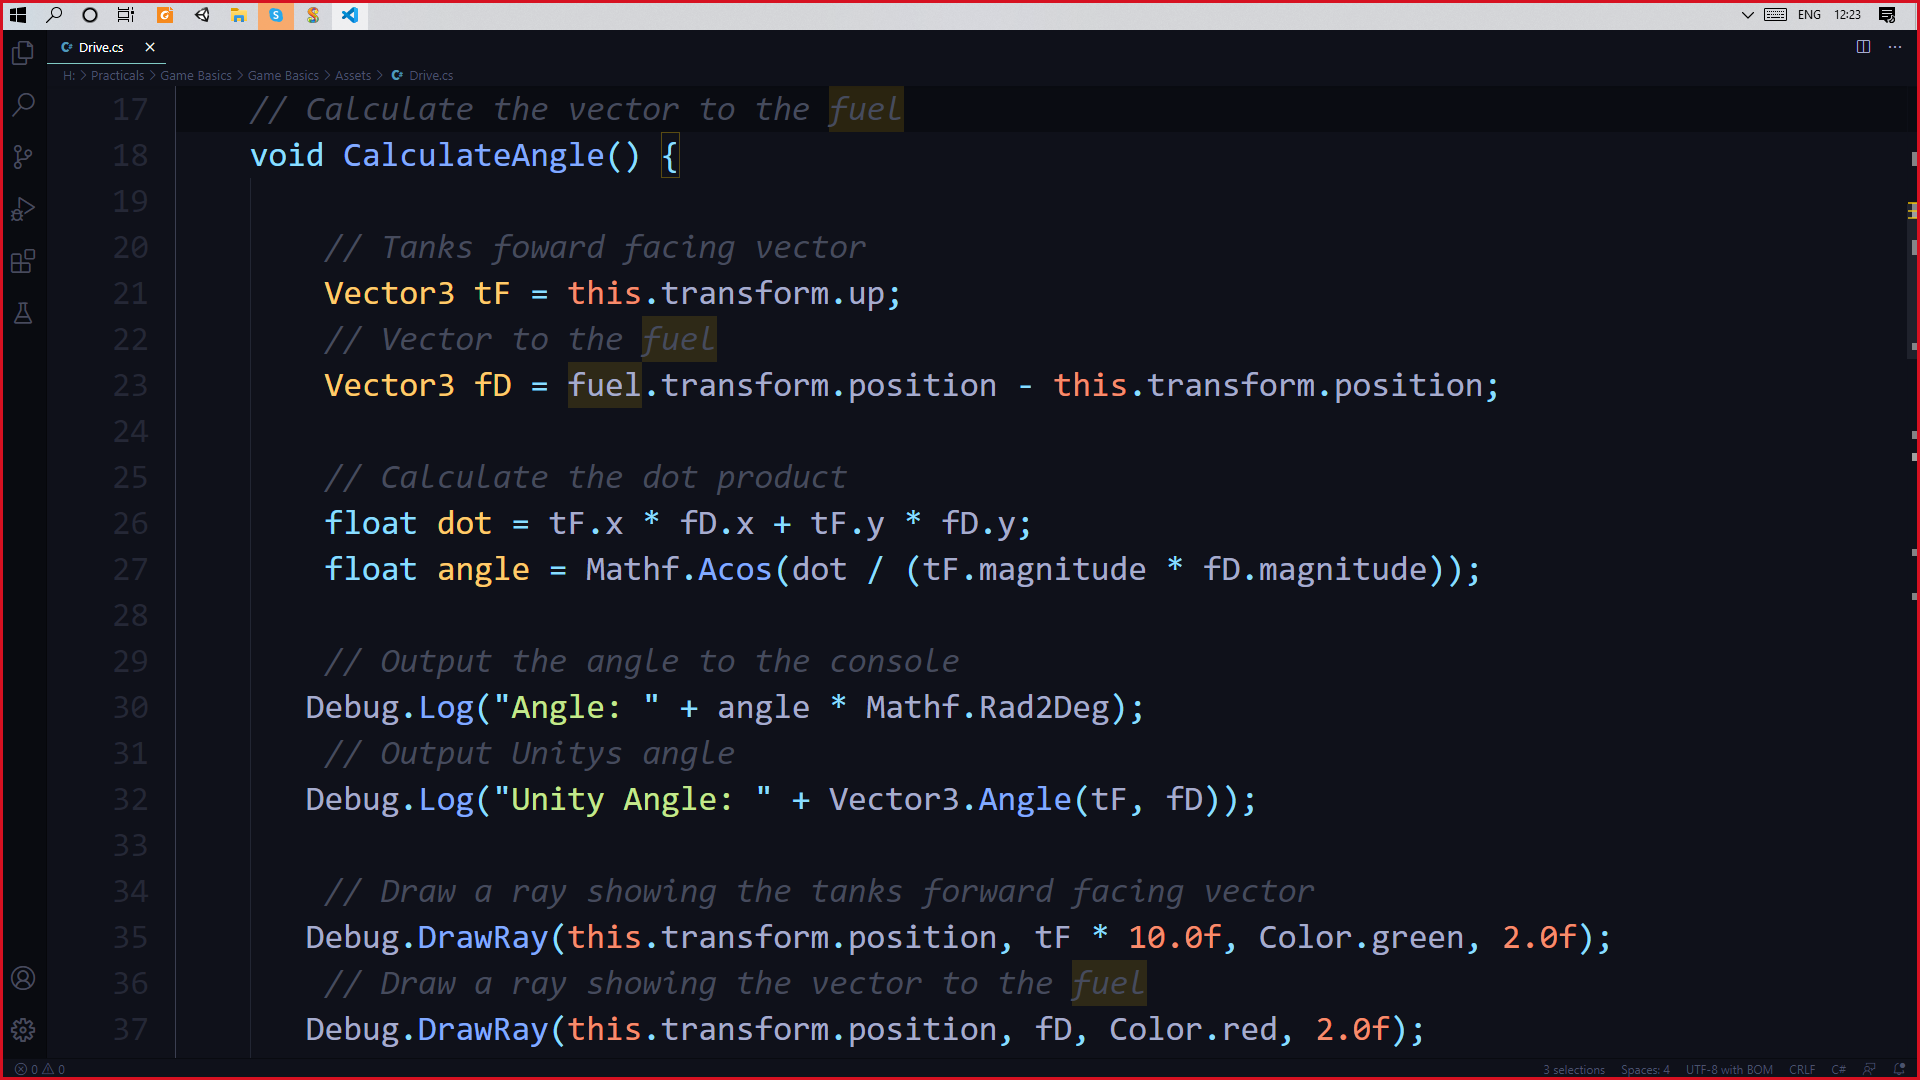 ENG 12:23
Drive.cs
H: > Practicals > Game Basics > Game Basics > Assets > Drive.cs
17 // Calculate the vector to the fuel
18 void CalculateAngle() {
19
20 // Tanks foward facing vector
21 Vector3 tF = this.transform.up;
22 // Vector to the fuel
23 Vector3 fD = fuel.transform.position - this.transform.position;
24
25 // Calculate the dot product
26 float dot = tF.x * fD.x + tF.y * fD.y;
27 float angle = Mathf.Acos(dot / (tF.magnitude * fD.magnitude));
28
29 // Output the angle to the console
30 Debug.Log("Angle: " + angle * Mathf.Rad2Deg);
31 // Output Unitys angle
32 Debug.Log("Unity Angle: " + Vector3.Angle(tF, fD));
33
34 // Draw a ray showing the tanks forward facing vector
35 Debug.DrawRay(this.transform.position, tF * 10.0f, Color.green, 2.0f);
36 // Draw a ray showing the vector to the fuel
37 Debug.DrawRay(this.transform.position, fD, Color.red, 2.0f);
0 0 3 selections Spaces: 4 UTF-8 with BOM CRLF C#